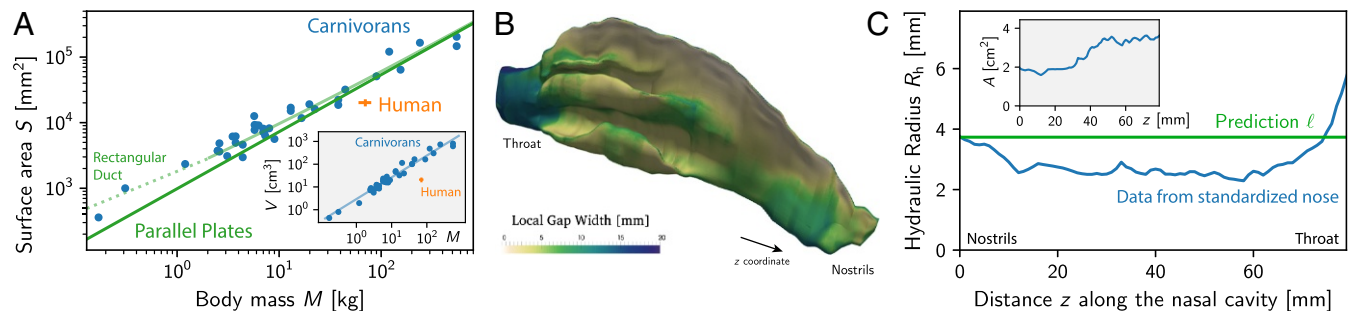 A
Surface area S [mm²]
10⁵
10⁴
10³
Carnivorans
Human
Rectangular
Duct
Parallel Plates
10⁰
10¹
10²
Body mass M [kg]
V [cm³]
10³
10²
10¹
10⁰
Carnivorans
Human
10⁰
10¹
10²
M
B
Throat
Local Gap Width [mm]
0
5
10
15
20
z coordinate
Nostrils
C
Hydraulic Radius Rₕ [mm]
6
4
2
0
A [cm²]
4
2
0
0
20
40
60
z [mm]
Prediction ℓ
Data from standardized nose
Nostrils
Throat
0
20
40
60
Distance z along the nasal cavity [mm]